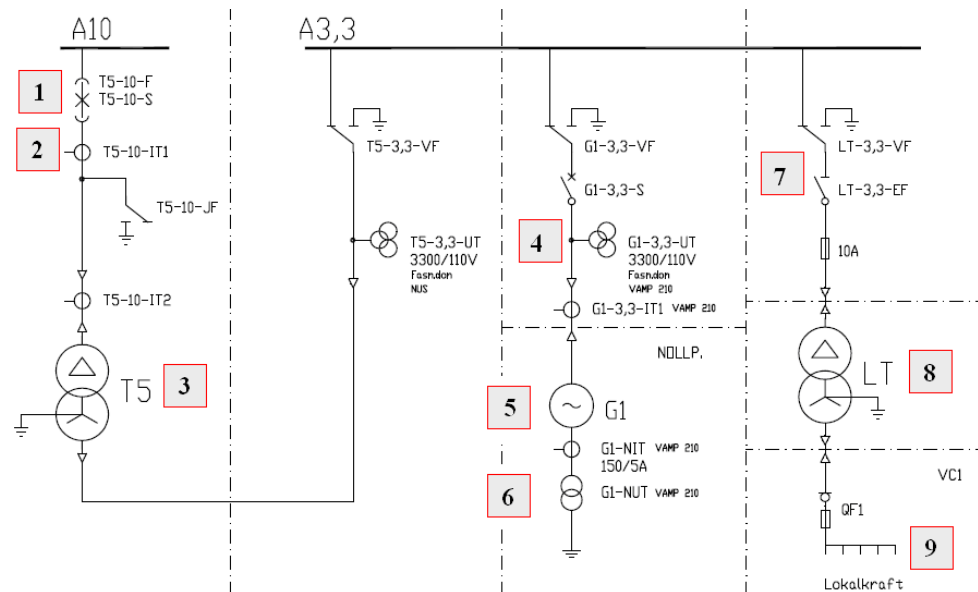 A10
A3,3
1
T5-10-F
T5-10-S
2
T5-10-IT1
T5-10-JF
T5-10-IT2
T5
3
T5-3,3-VF
T5-3,3-UT
3300/110V
Fasn.don
NUS
G1-3,3-VF
G1-3,3-S
4
G1-3,3-UT
3300/110V
Fasn.don
VAMP 210
G1-3,3-IT1 VAMP 210
NOLLP.
5
G1
G1-NIT VAMP 210
150/5A
6
G1-NUT VAMP 210
LT-3,3-VF
7
LT-3,3-EF
10A
LT
8
VC1
QF1
9
Lokalkraft